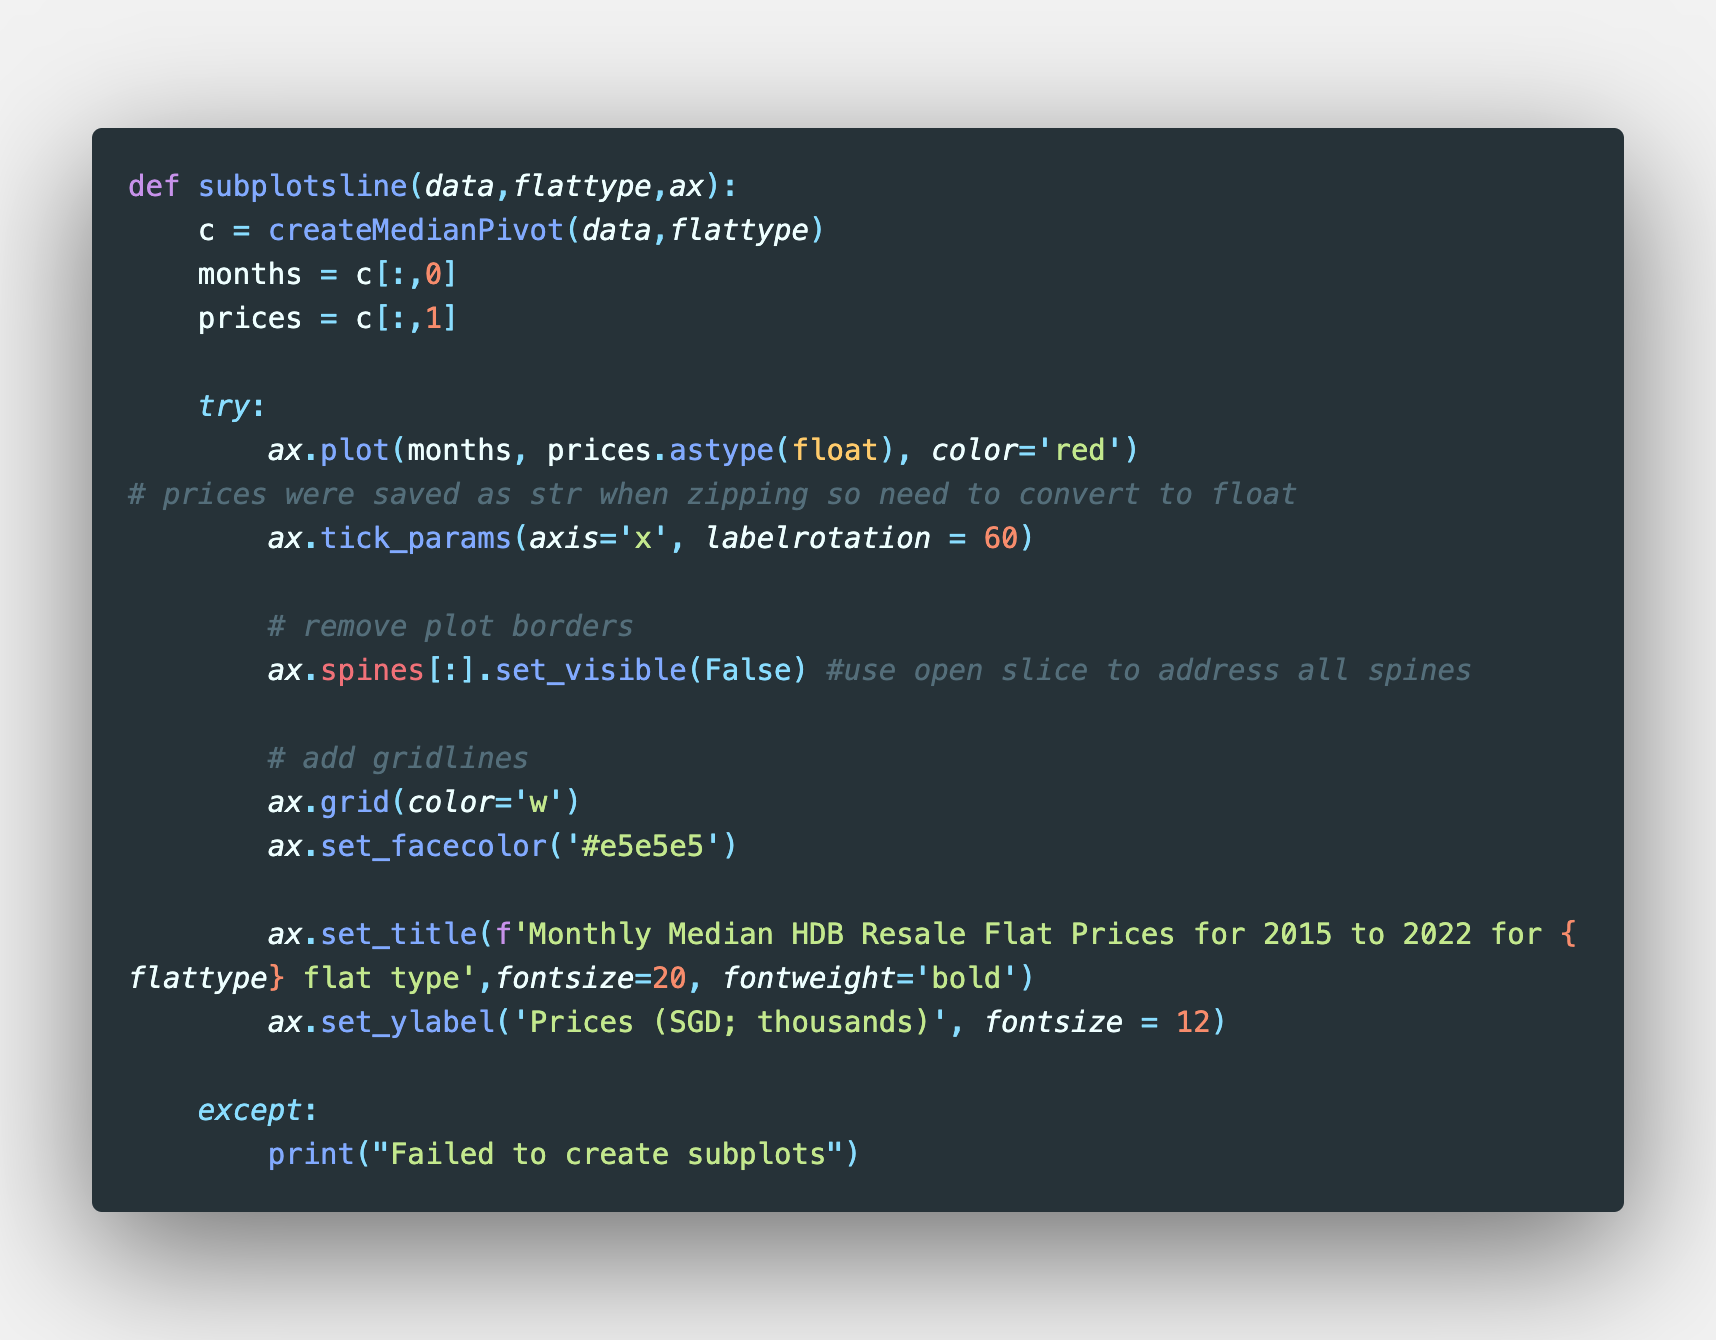 def subplotsline(data,flattype,ax):
    c = createMedianPivot(data,flattype)
    months = c[:,0]
    prices = c[:,1]

    try:
        ax.plot(months, prices.astype(float), color='red')
# prices were saved as str when zipping so need to convert to float
        ax.tick_params(axis='x', labelrotation = 60)

        # remove plot borders
        ax.spines[:].set_visible(False) #use open slice to address all spines

        # add gridlines
        ax.grid(color='w')
        ax.set_facecolor('#e5e5e5')

        ax.set_title(f'Monthly Median HDB Resale Flat Prices for 2015 to 2022 for {
flattype} flat type',fontsize=20, fontweight='bold')
        ax.set_ylabel('Prices (SGD; thousands)', fontsize = 12)

    except:
        print("Failed to create subplots")